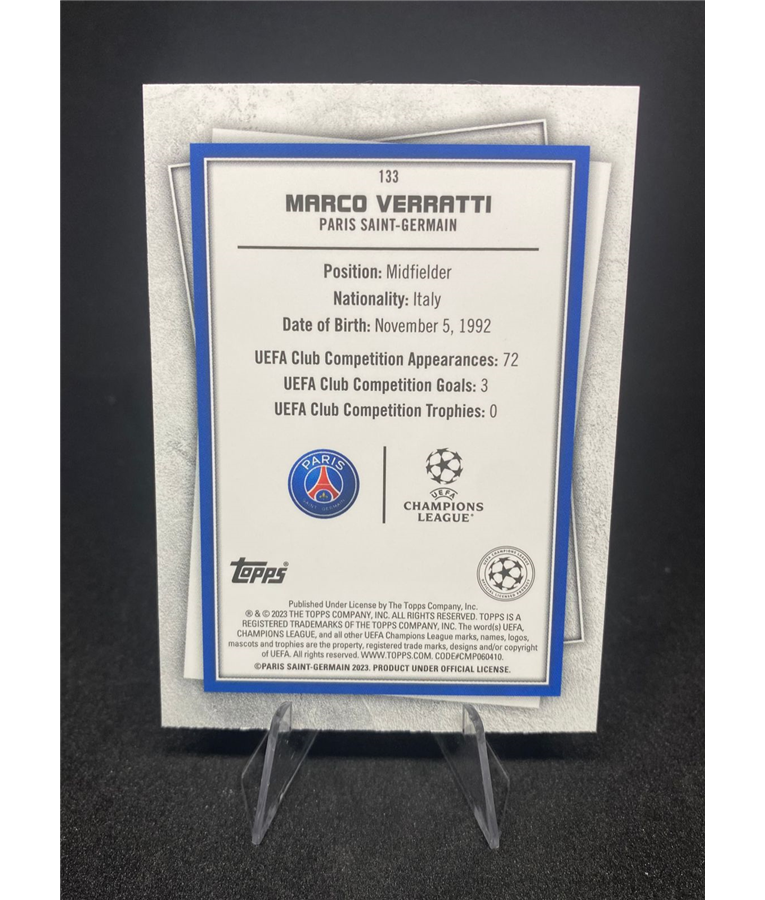 133
MARCO VERRATTI
PARIS SAINT-GERMAIN
Position: Midfielder
Nationality: Italy
Date of Birth: November 5, 1992
UEFA Club Competition Appearances: 72
UEFA Club Competition Goals: 3
UEFA Club Competition Trophies: 0
PARIS
SAINT-GERMAIN
UEFA
CHAMPIONS
LEAGUE®
Topps®
Published Under License by The Topps Company, Inc.
® & © 2023 THE TOPPS COMPANY, INC. ALL RIGHTS RESERVED. TOPPS IS A
REGISTERED TRADEMARKS OF THE TOPPS COMPANY, INC. The word(s) UEFA,
CHAMPIONS LEAGUE, and all other UEFA Champions League marks, names, logos,
mascots and trophies are the property, registered trade marks, designs and/or copyright
of UEFA. All rights reserved. WWW.TOPPS.COM. CODE#CMP060410.
©PARIS SAINT-GERMAIN 2023. PRODUCT UNDER OFFICIAL LICENSE.